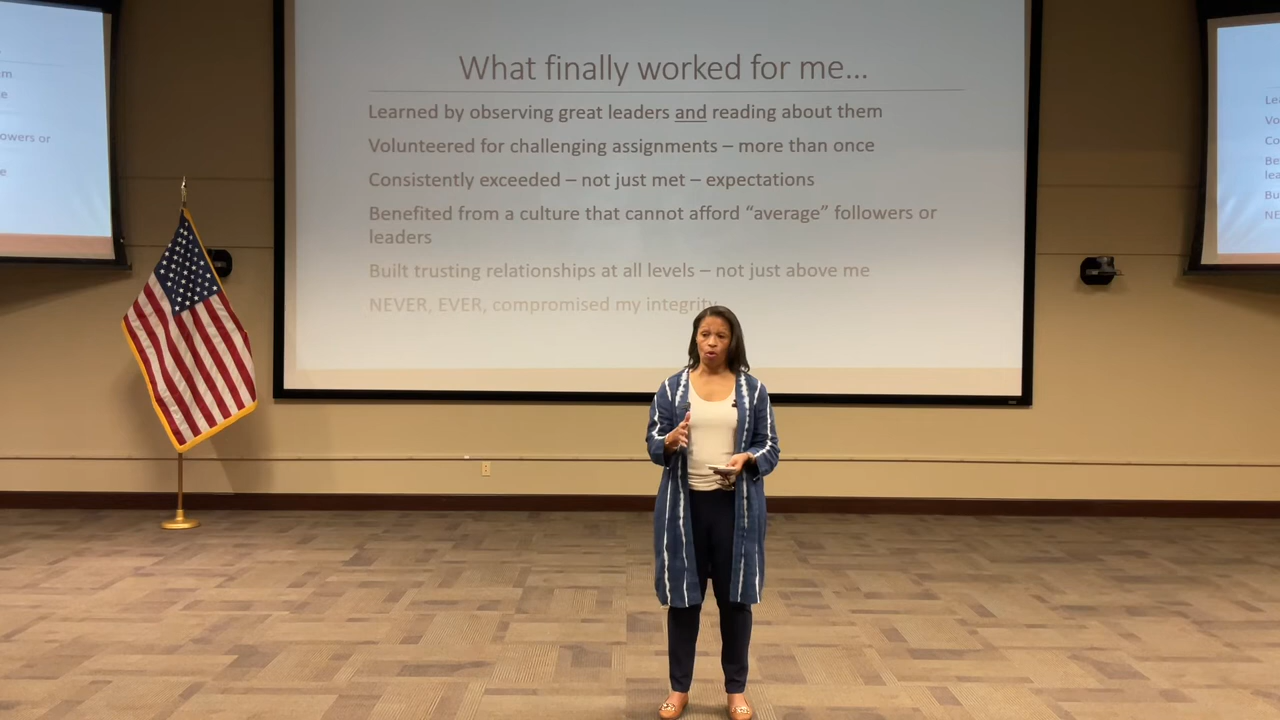 What finally worked for me...
Learned by observing great leaders and reading about them
Volunteered for challenging assignments – more than once
Consistently exceeded – not just met – expectations
Benefited from a culture that cannot afford “average” followers or
leaders
Built trusting relationships at all levels – not just above me
NEVER, EVER, compromised my integrity
owers or